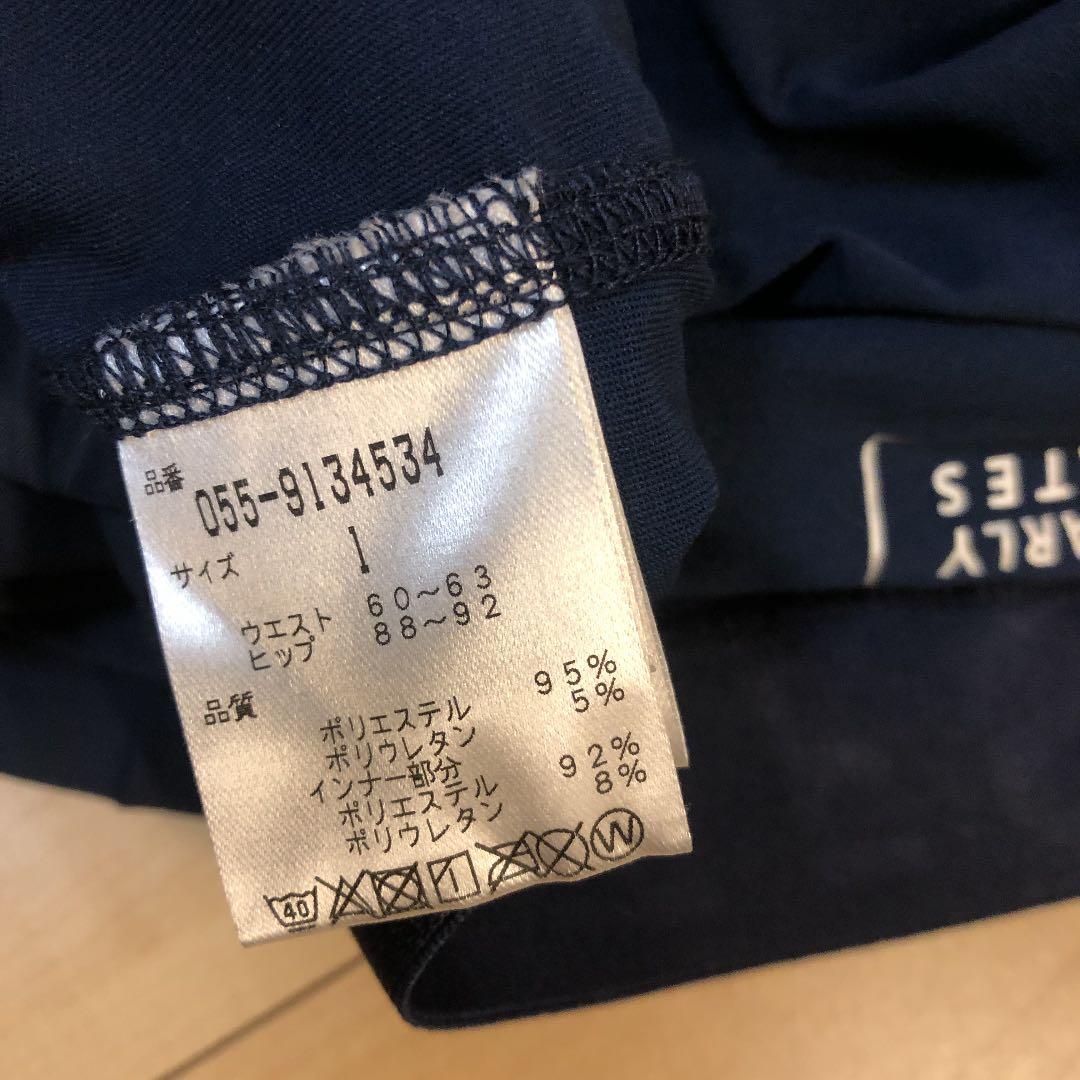 品番 055-9134534
サイズ 1
ウエスト 60~63
ヒップ 88~92
品質
ポリエステル 95%
ポリウレタン 5%
インナー部分
ポリエステル 92%
ポリウレタン 8%
40 W